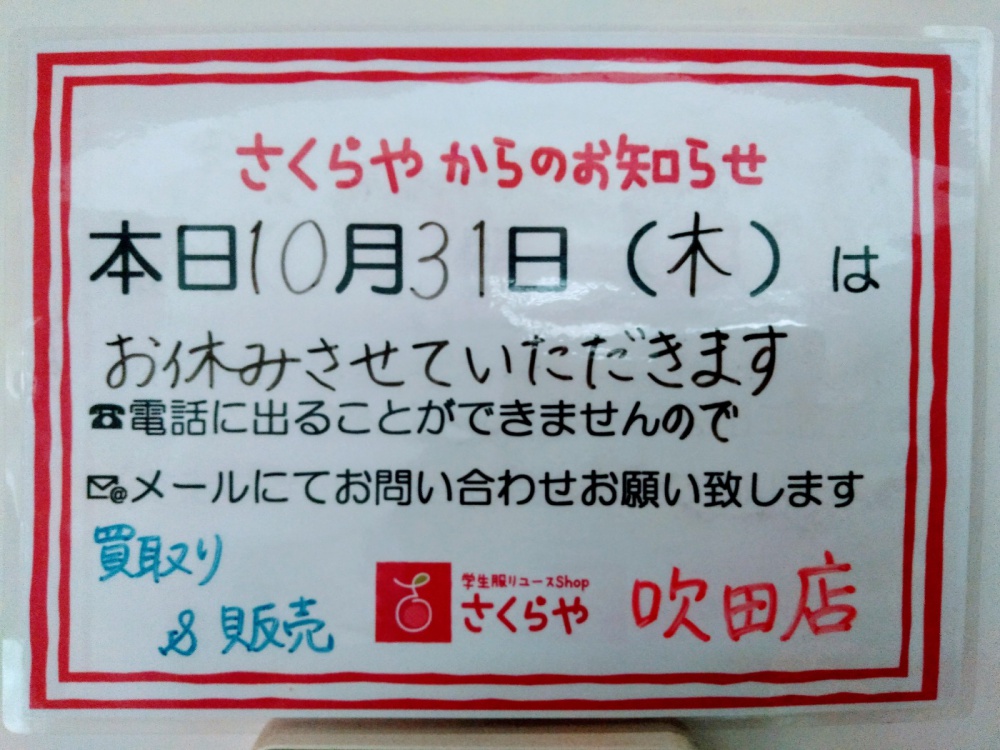 さくらやからのお知らせ
本日10月31日（木）は
お休みさせていただきます
☎電話に出ることができませんので
✉@メールにてお問い合わせお願い致します
買取り
& 販売
学生服リユースShop
さくらや
吹田店